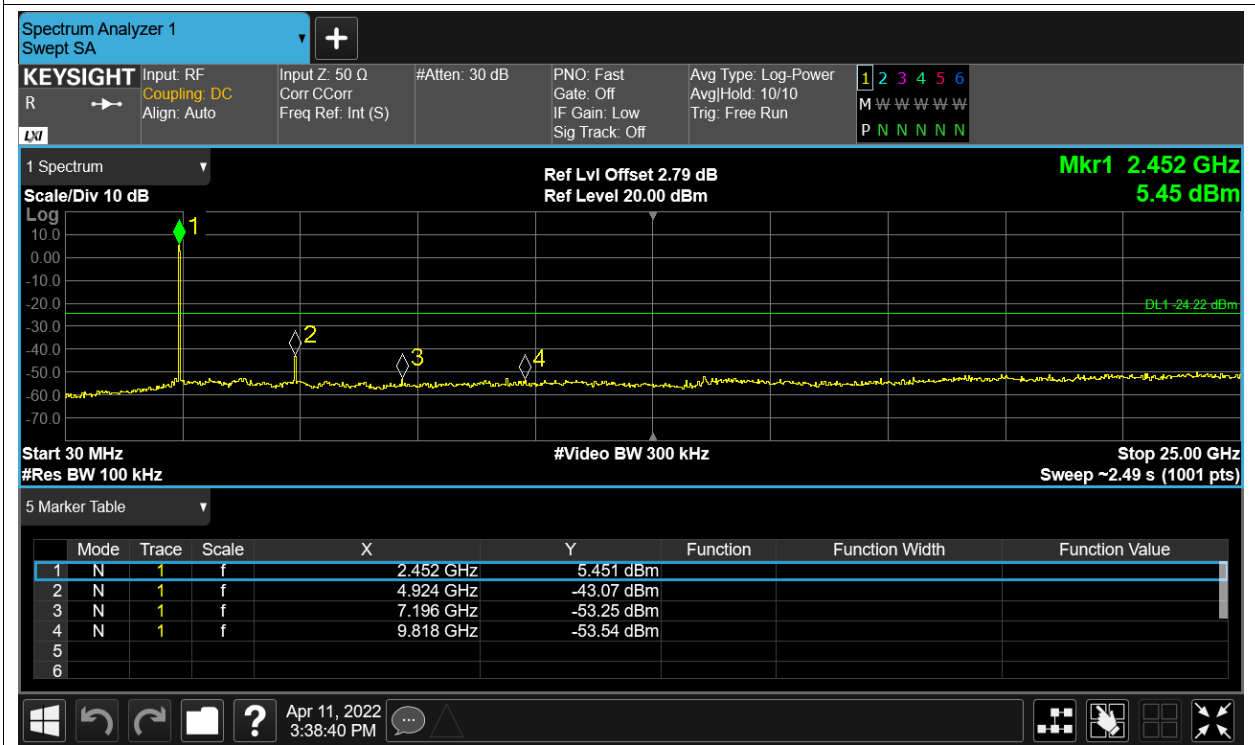 Spectrum Analyzer 1
Swept SA
+
KEYSIGHT Input: RF Input Z: 50 Ω #Atten: 30 dB PNO: Fast Avg Type: Log-Power 1 2 3 4 5 6
R Coupling: DC Corr CCorr Gate: Off Avg|Hold: 10/10 M W W W W W
Align: Auto Freq Ref: Int (S) IF Gain: Low Trig: Free Run
LXI Sig Track: Off P N N N N N
1 Spectrum Ref Lvl Offset 2.79 dB Mkr1 2.452 GHz
Scale/Div 10 dB Ref Level 20.00 dBm 5.45 dBm
Log
1
10.0
0.00
-10.0
-20.0 DL1 -24.22 dBm
-30.0
2
-40.0
3 4
-50.0
-60.0
-70.0
Start 30 MHz #Video BW 300 kHz Stop 25.00 GHz
#Res BW 100 kHz Sweep ~2.49 s (1001 pts)
5 Marker Table
Mode Trace Scale X Y Function Function Width Function Value
1 N 1 f 2.452 GHz 5.451 dBm
2 N 1 f 4.924 GHz -43.07 dBm
3 N 1 f 7.196 GHz -53.25 dBm
4 N 1 f 9.818 GHz -53.54 dBm
5
6
? Apr 11, 2022
3:38:40 PM